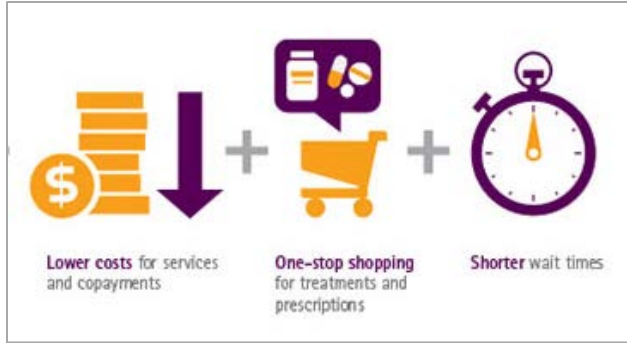 $
Lower costs for services
and copayments
One-stop shopping
for treatments and
prescriptions
Shorter wait times